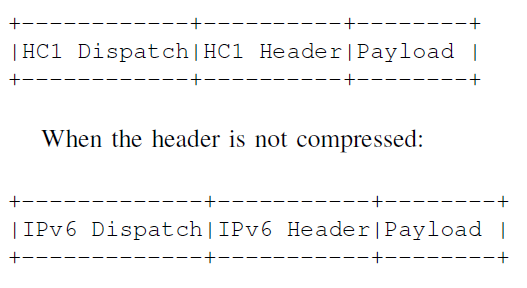 +-------------+----------+--------+
|HC1 Dispatch|HC1 Header|Payload |
+-------------+----------+--------+
When the header is not compressed:
+--------------+-----------+--------+
|IPv6 Dispatch|IPv6 Header|Payload |
+--------------+-----------+--------+